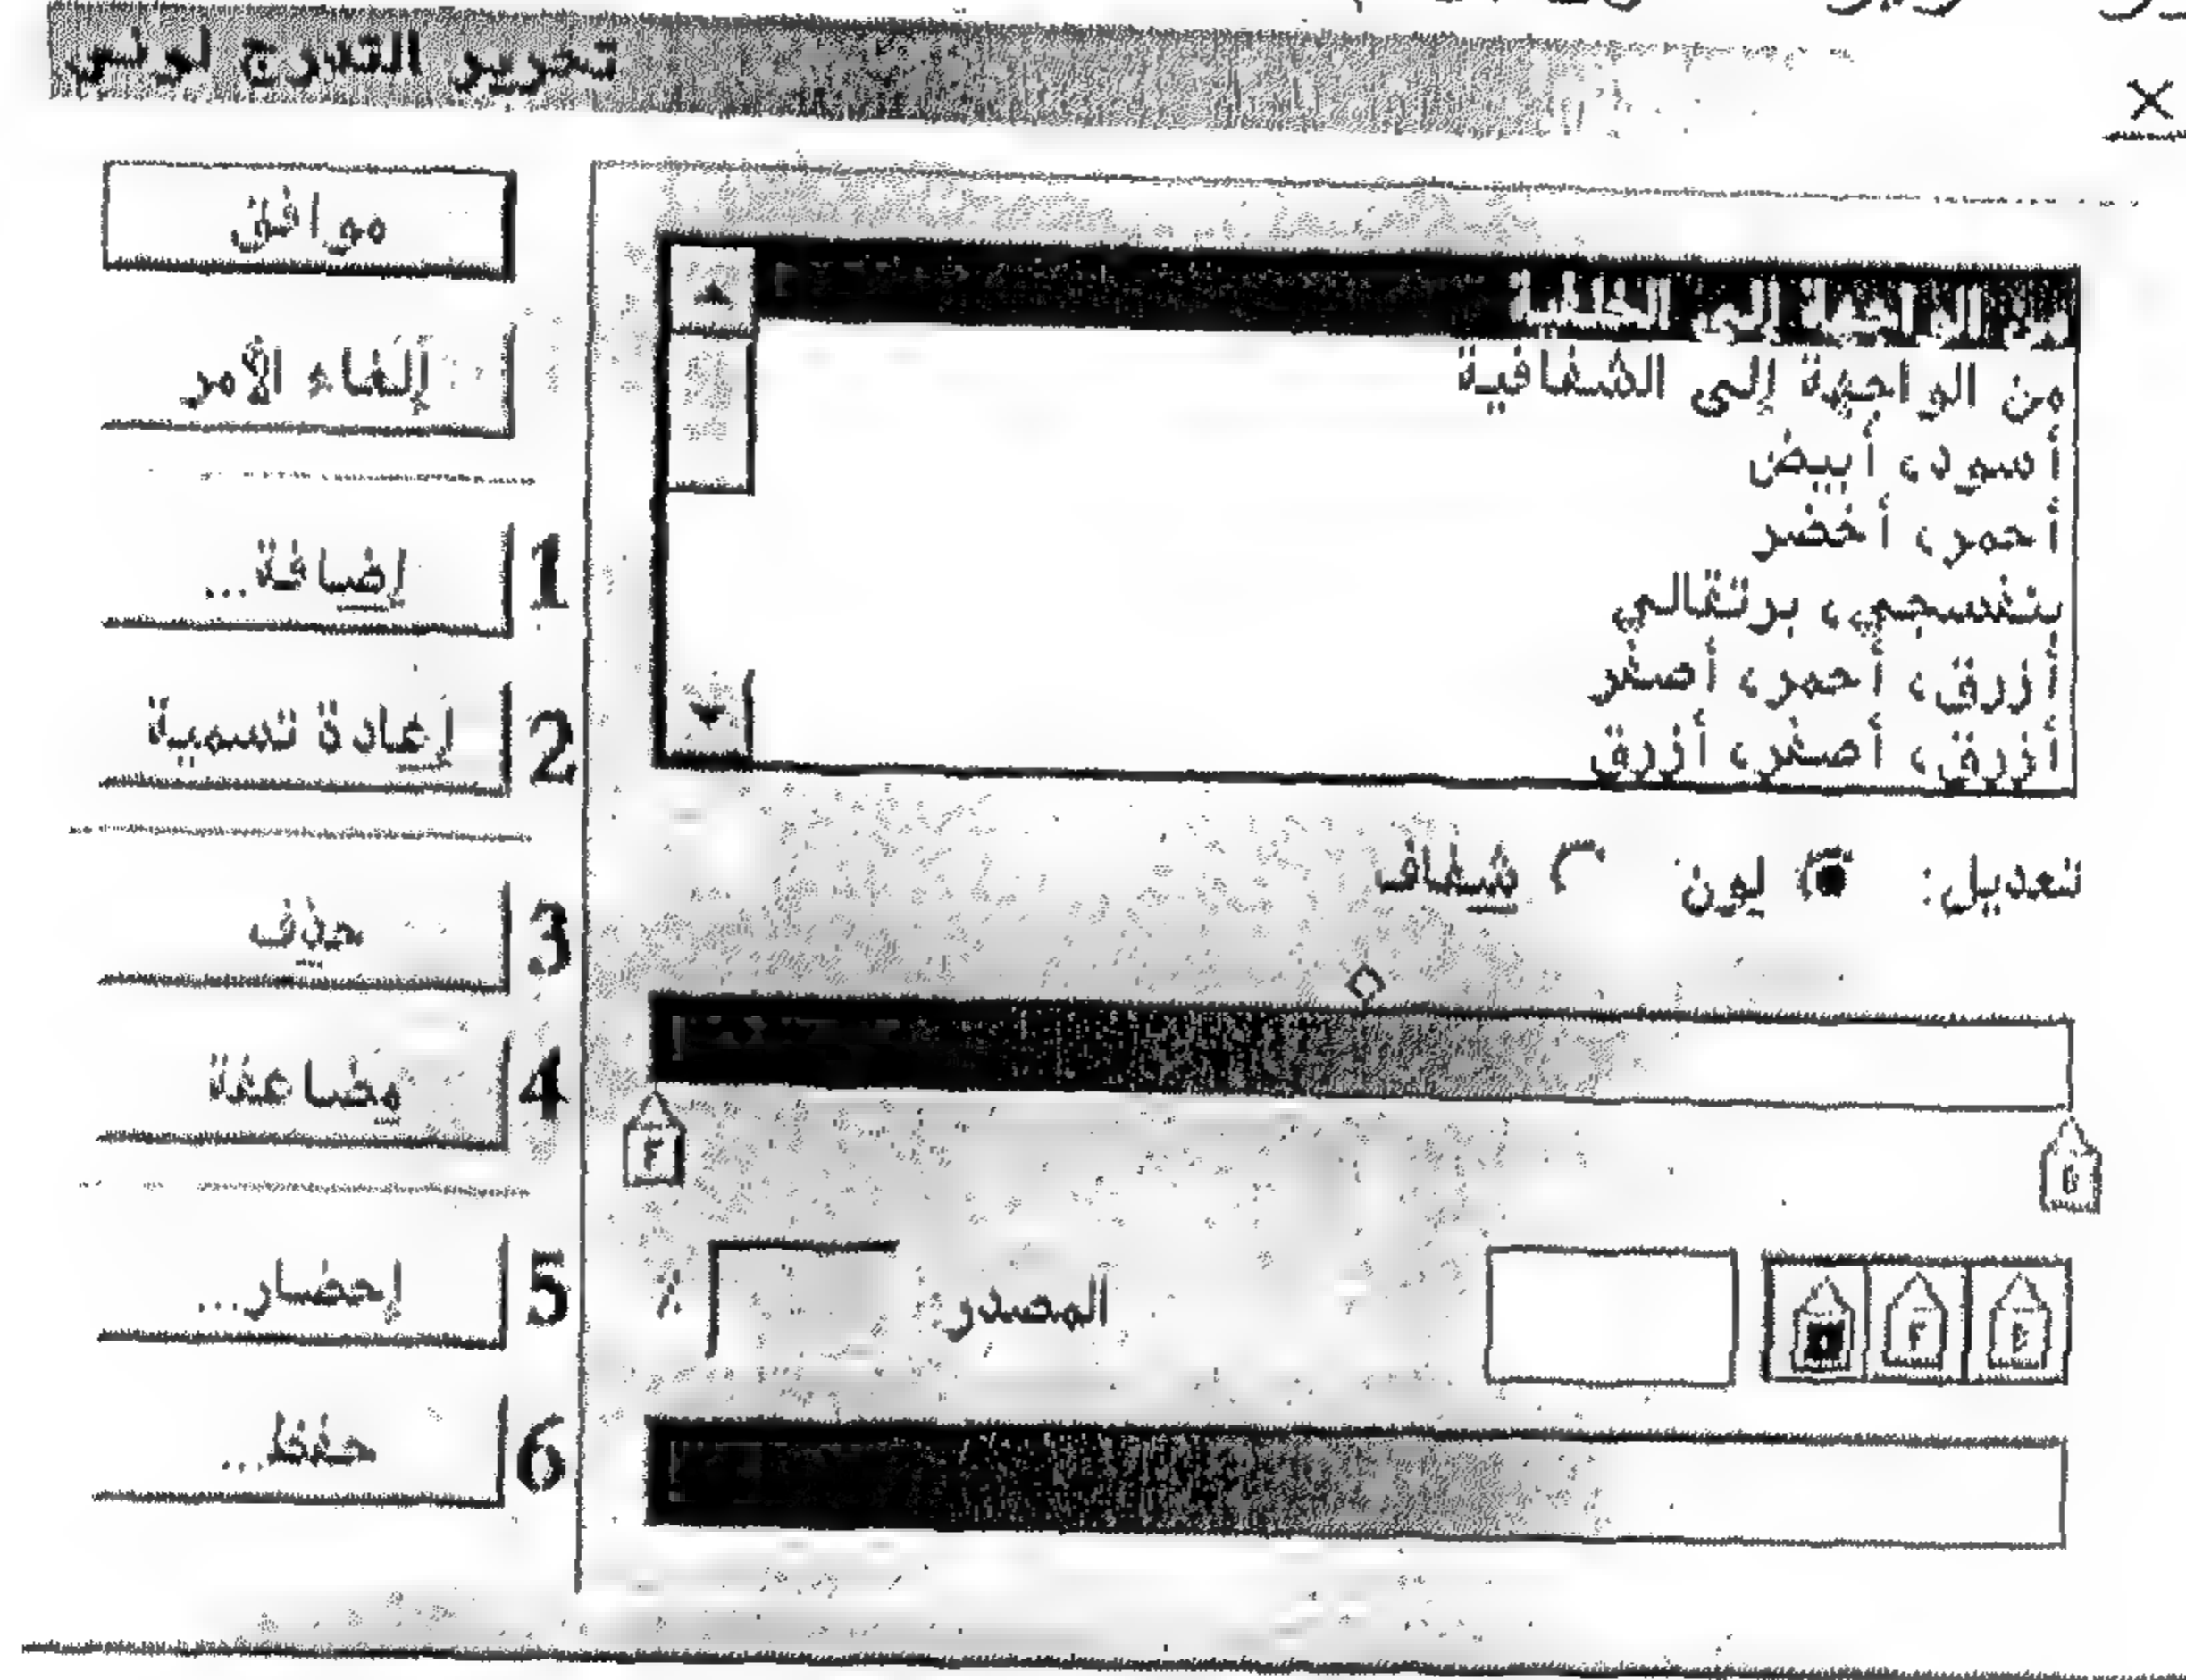 تحرير التدرج لوني
من الواجهة إلى الخلفية
من الواجهة إلى الشفافية
أسود، أبيض
أحمر، أخضر
بنفسجي، برتقالي
أزرق، أحمر، أصفر
أزرق، أصفر، أزرق
تعديل: لون شفاف
F
المصدر: %
F
موافق
إلغاء الأمر
إضافة... 1
إعادة تسمية 2
حذف 3
مضاعفة 4
إحضار... 5
حفظ... 6